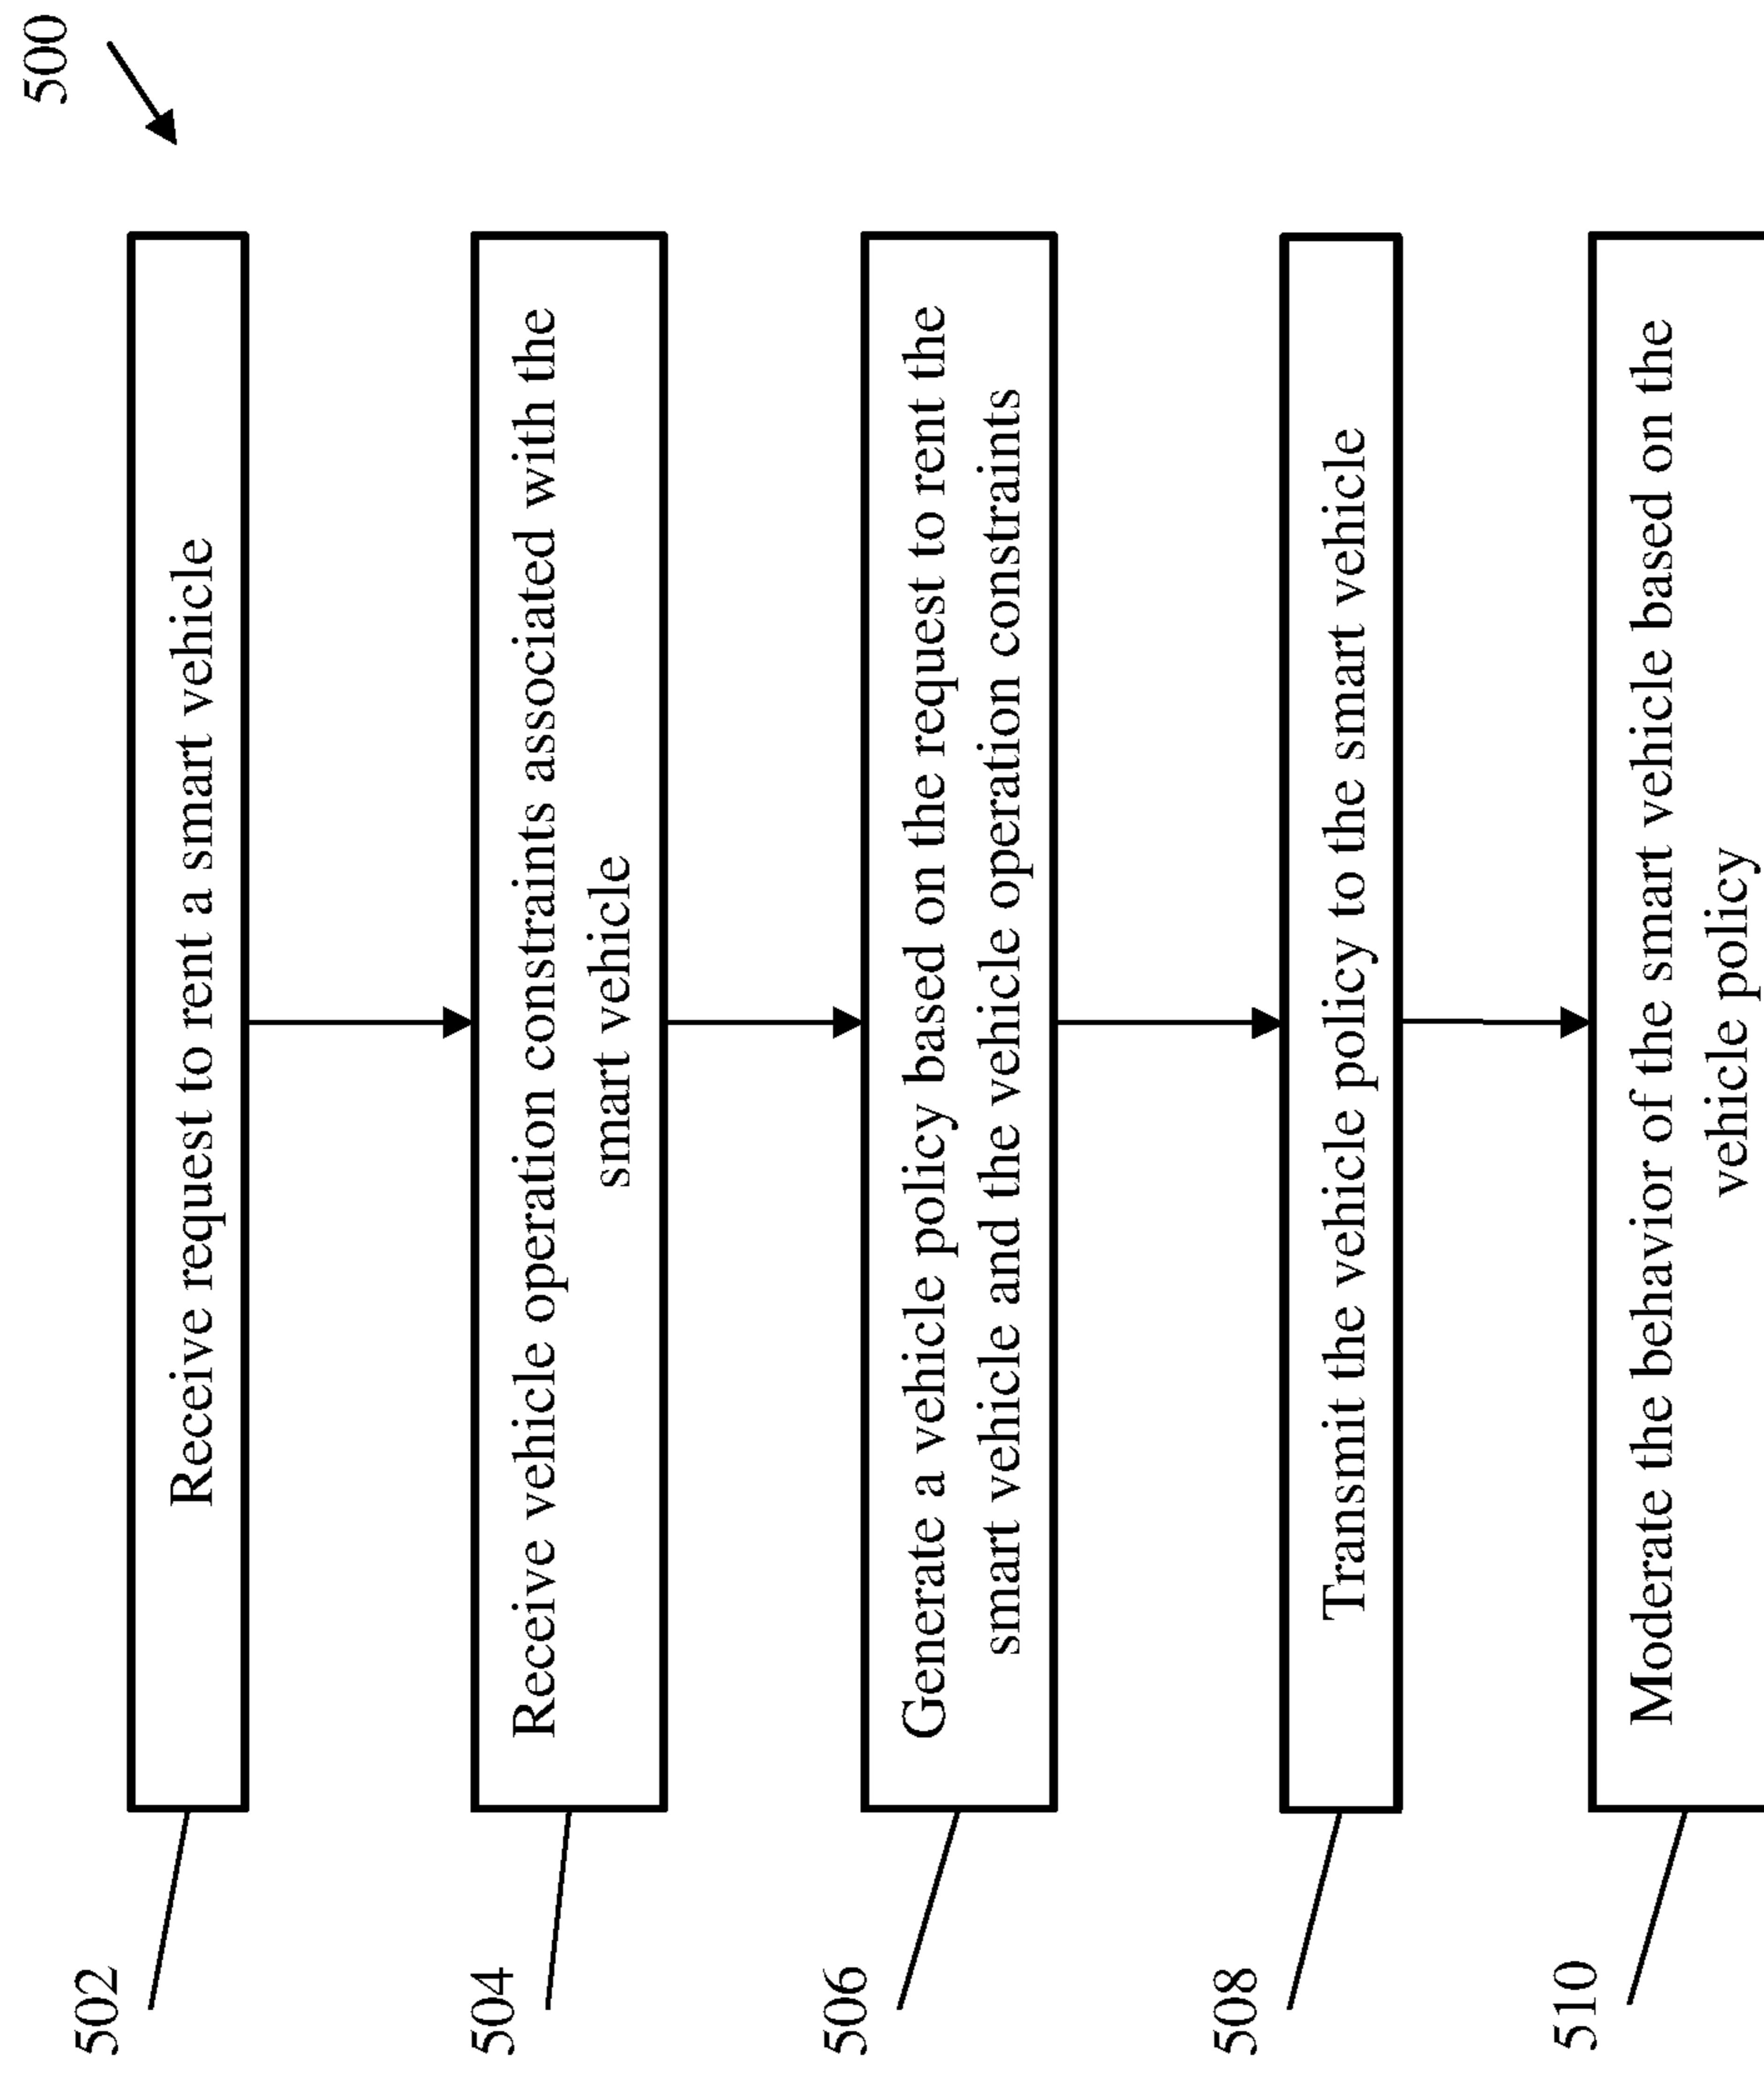 500
502
Receive request to rent a smart vehicle
504
Receive vehicle operation constraints associated with the
smart vehicle
506
Generate a vehicle policy based on the request to rent the
smart vehicle and the vehicle operation constraints
508
Transmit the vehicle policy to the smart vehicle
510
Moderate the behavior of the smart vehicle based on the
vehicle policy